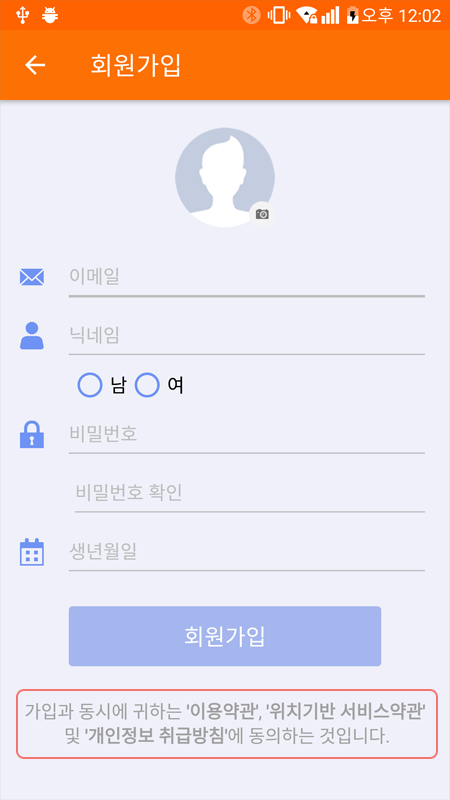 오후 12:02
회원가입
이메일
닉네임
남 여
비밀번호
비밀번호 확인
생년월일
회원가입
가입과 동시에 귀하는 '이용약관', '위치기반 서비스약관'
및 '개인정보 취급방침'에 동의하는 것입니다.